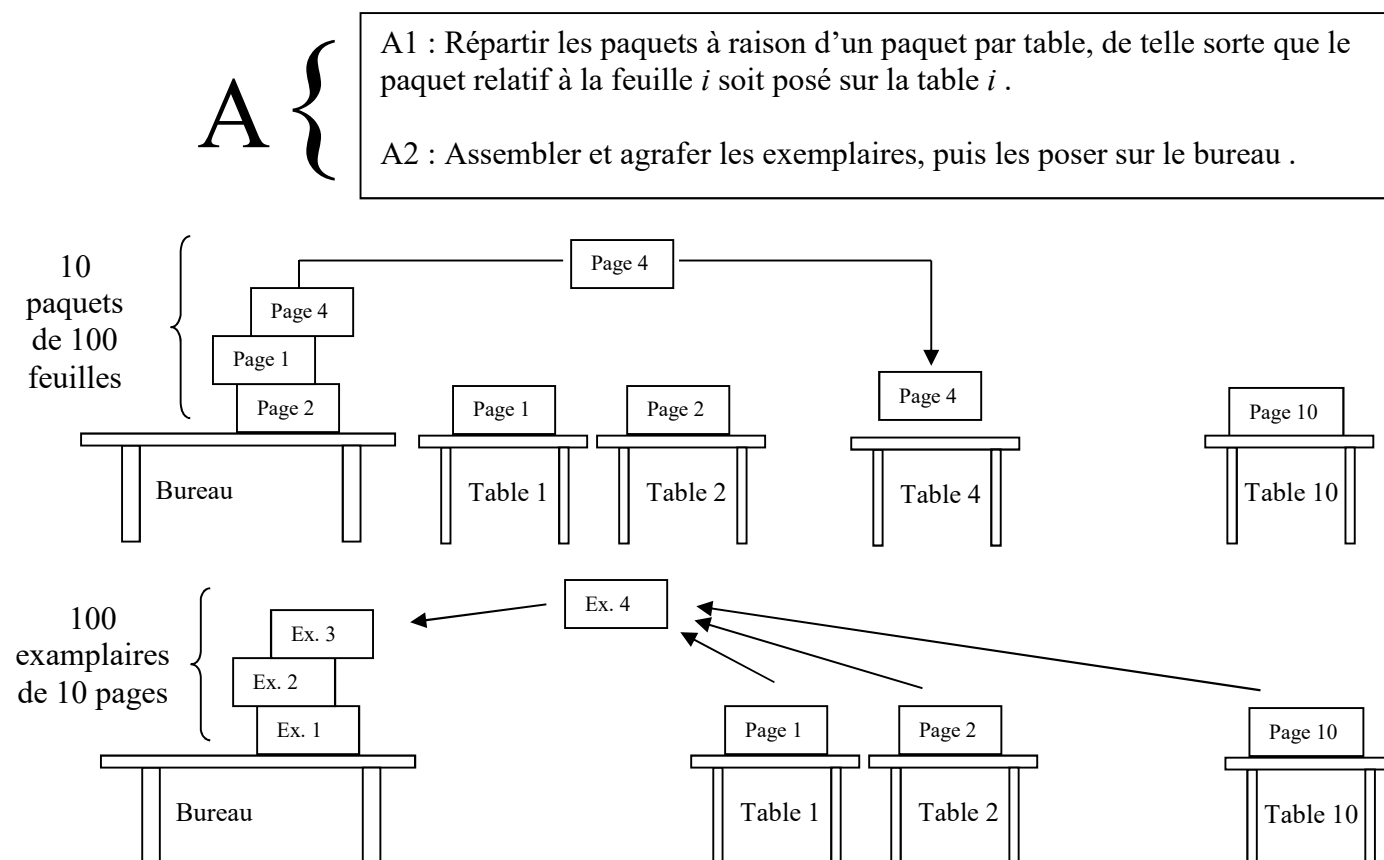 A
A1 : Répartir les paquets à raison d’un paquet par table, de telle sorte que le
paquet relatif à la feuille i soit posé sur la table i .
A2 : Assembler et agrafer les exemplaires, puis les poser sur le bureau .
10
paquets
de 100
feuilles
Page 4
Page 4
Page 1
Page 2
Page 1
Page 2
Page 4
Page 10
Bureau
Table 1
Table 2
Table 4
Table 10
100
examplaires
de 10 pages
Ex. 4
Ex. 3
Ex. 2
Ex. 1
Page 1
Page 2
Page 10
Bureau
Table 1
Table 2
Table 10